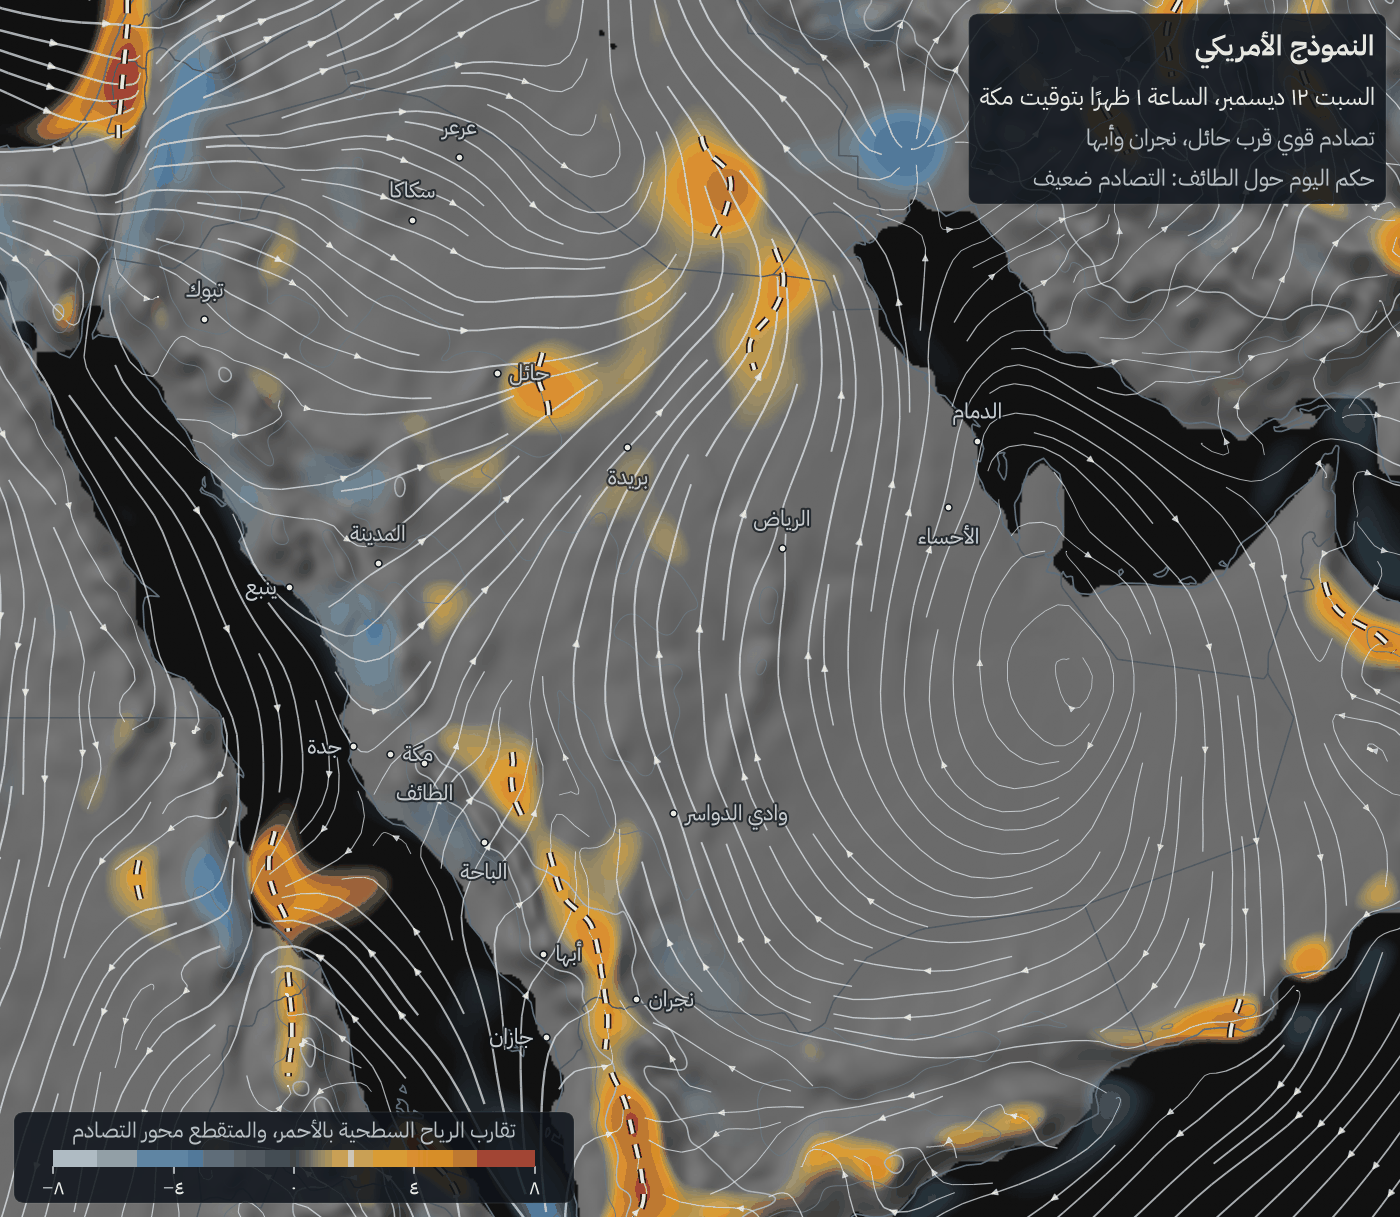 النموذج الأمريكي
السبت ١٢ ديسمبر، الساعة ١ ظهرًا بتوقيت مكة
تصادم قوي قرب حائل، نجران وأبها
حكم اليوم حول الطائف: التصادم ضعيف
عرعر
سكاكا
تبوك
حائل
الدمام
بريدة
الرياض
الأحساء
المدينة
ينبع
جدة
مكة
الطائف
وادي الدواسر
الباحة
أبها
نجران
جازان
تقارب الرياح السطحية بالأحمر، والمتقطع محور التصادم
−٨ −٤ ٠ ٤ ٨